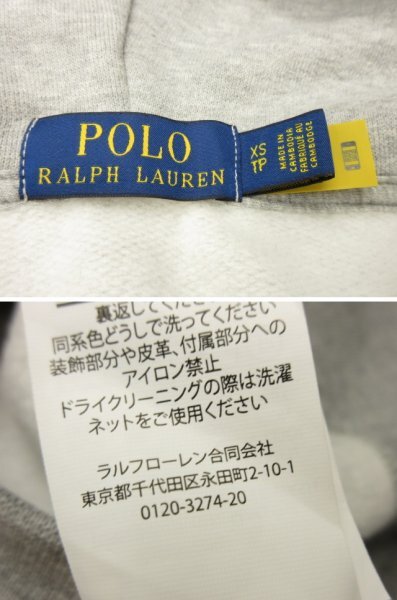 POLO
RALPH LAUREN
XS
TP
MADE IN
CAMBODIA
FABRIQUÉ AU
CAMBODGE
裏返してください
同系色どうしで洗ってください
装飾部分や皮革、付属部分への
アイロン禁止
ドライクリーニングの際は洗濯
ネットをご使用ください
ラルフローレン合同会社
東京都千代田区永田町2-10-1
0120-3274-20